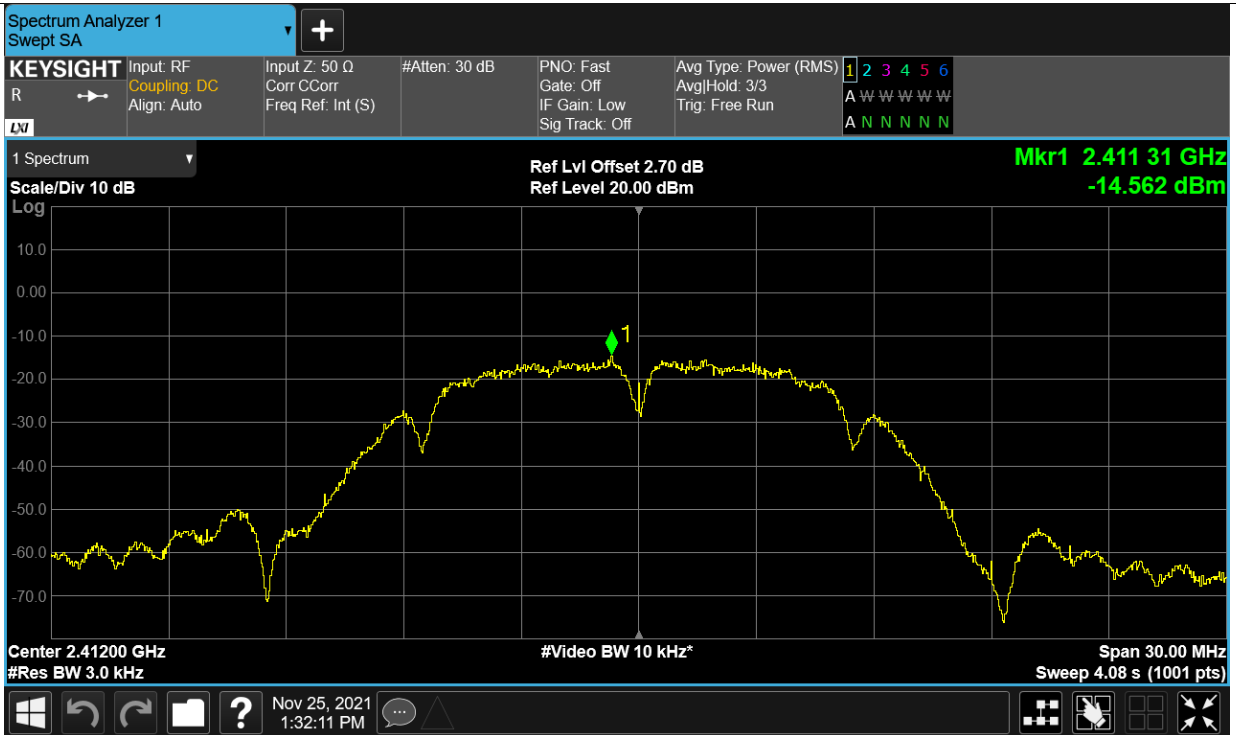 Spectrum Analyzer 1
Swept SA
+
KEYSIGHT
R
LXI
Input: RF
Coupling: DC
Align: Auto
Input Z: 50 Ω
Corr CCorr
Freq Ref: Int (S)
#Atten: 30 dB
PNO: Fast
Gate: Off
IF Gain: Low
Sig Track: Off
Avg Type: Power (RMS)
Avg|Hold: 3/3
Trig: Free Run
1 2 3 4 5 6
A W W W W W
A N N N N N
1 Spectrum
Scale/Div 10 dB
Log
Ref Lvl Offset 2.70 dB
Ref Level 20.00 dBm
Mkr1 2.411 31 GHz
-14.562 dBm
10.0
0.00
-10.0
-20.0
-30.0
-40.0
-50.0
-60.0
-70.0
1
Center 2.41200 GHz
#Res BW 3.0 kHz
#Video BW 10 kHz*
Span 30.00 MHz
Sweep 4.08 s (1001 pts)
?
Nov 25, 2021
1:32:11 PM